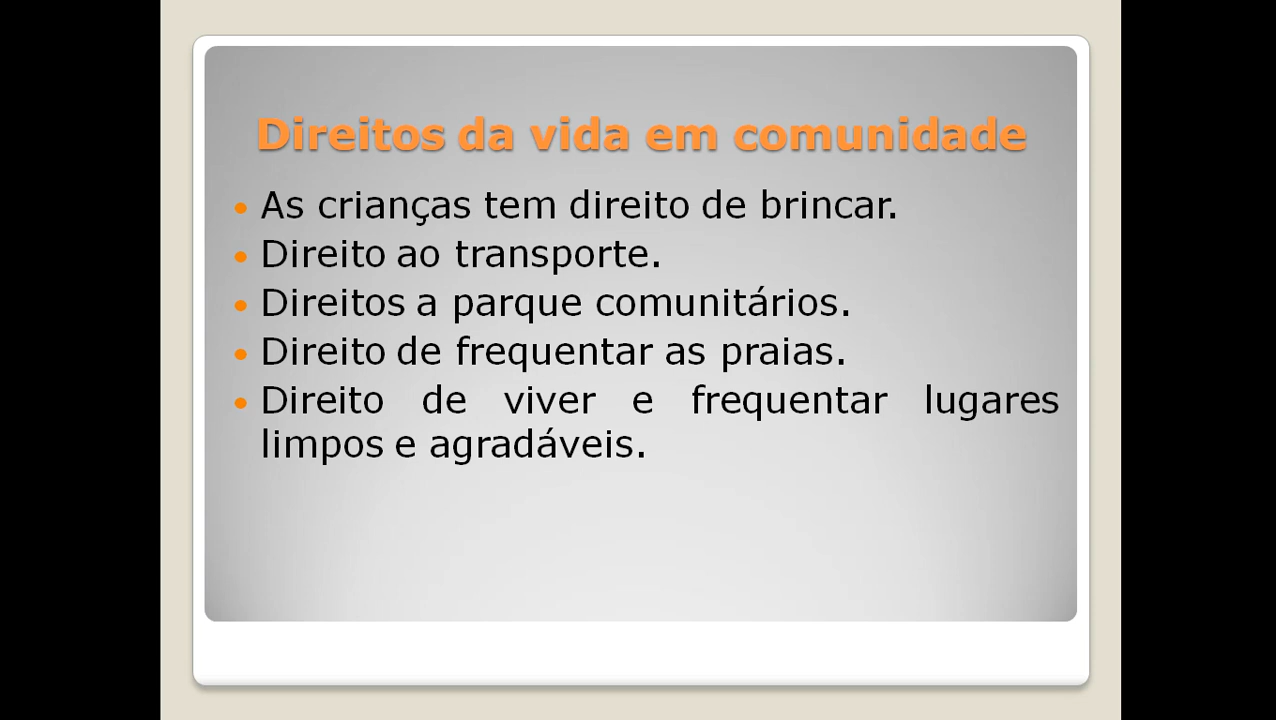 Direitos da vida em comunidade
As crianças tem direito de brincar.
Direito ao transporte.
Direitos a parque comunitários.
Direito de frequentar as praias.
Direito de viver e frequentar lugares
limpos e agradáveis.